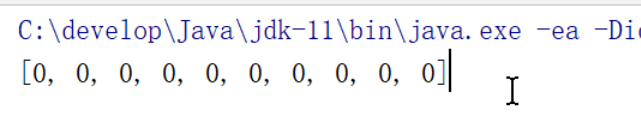 C:\develop\Java\jdk-11\bin\java.exe -ea -Di
[0, 0, 0, 0, 0, 0, 0, 0, 0, 0]